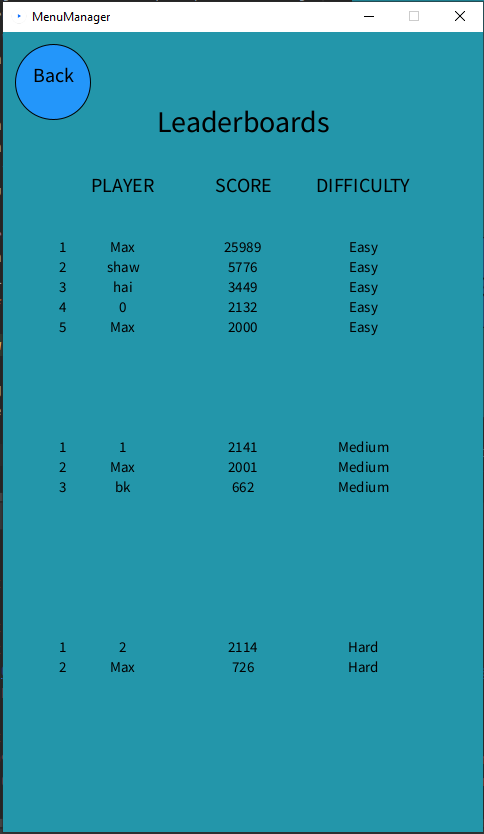 MenuManager
Back
Leaderboards
PLAYER SCORE DIFFICULTY
1 Max 25989 Easy
2 shaw 5776 Easy
3 hai 3449 Easy
4 0 2132 Easy
5 Max 2000 Easy
1 1 2141 Medium
2 Max 2001 Medium
3 bk 662 Medium
1 2 2114 Hard
2 Max 726 Hard